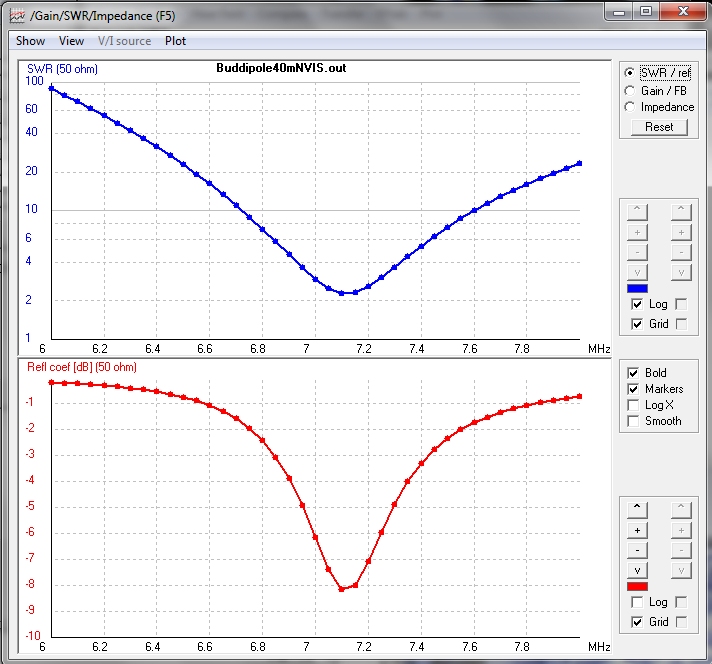 /Gain/SWR/Impedance (F5)
Show View V/I source Plot
SWR (50 ohm)
Buddipole40mNVIS.out
100
60
40
20
10
6
4
2
1
6 6.2 6.4 6.6 6.8 7 7.2 7.4 7.6 7.8 MHz
Refl coef [dB] (50 ohm)
-1
-2
-3
-4
-5
-6
-7
-8
-9
-10
6 6.2 6.4 6.6 6.8 7 7.2 7.4 7.6 7.8 MHz
SWR / ref
Gain / FB
Impedance
Reset
^ ^
+ +
- -
v v
Log
Grid
Bold
Markers
Log X
Smooth
^ ^
+ +
- -
v v
Log
Grid